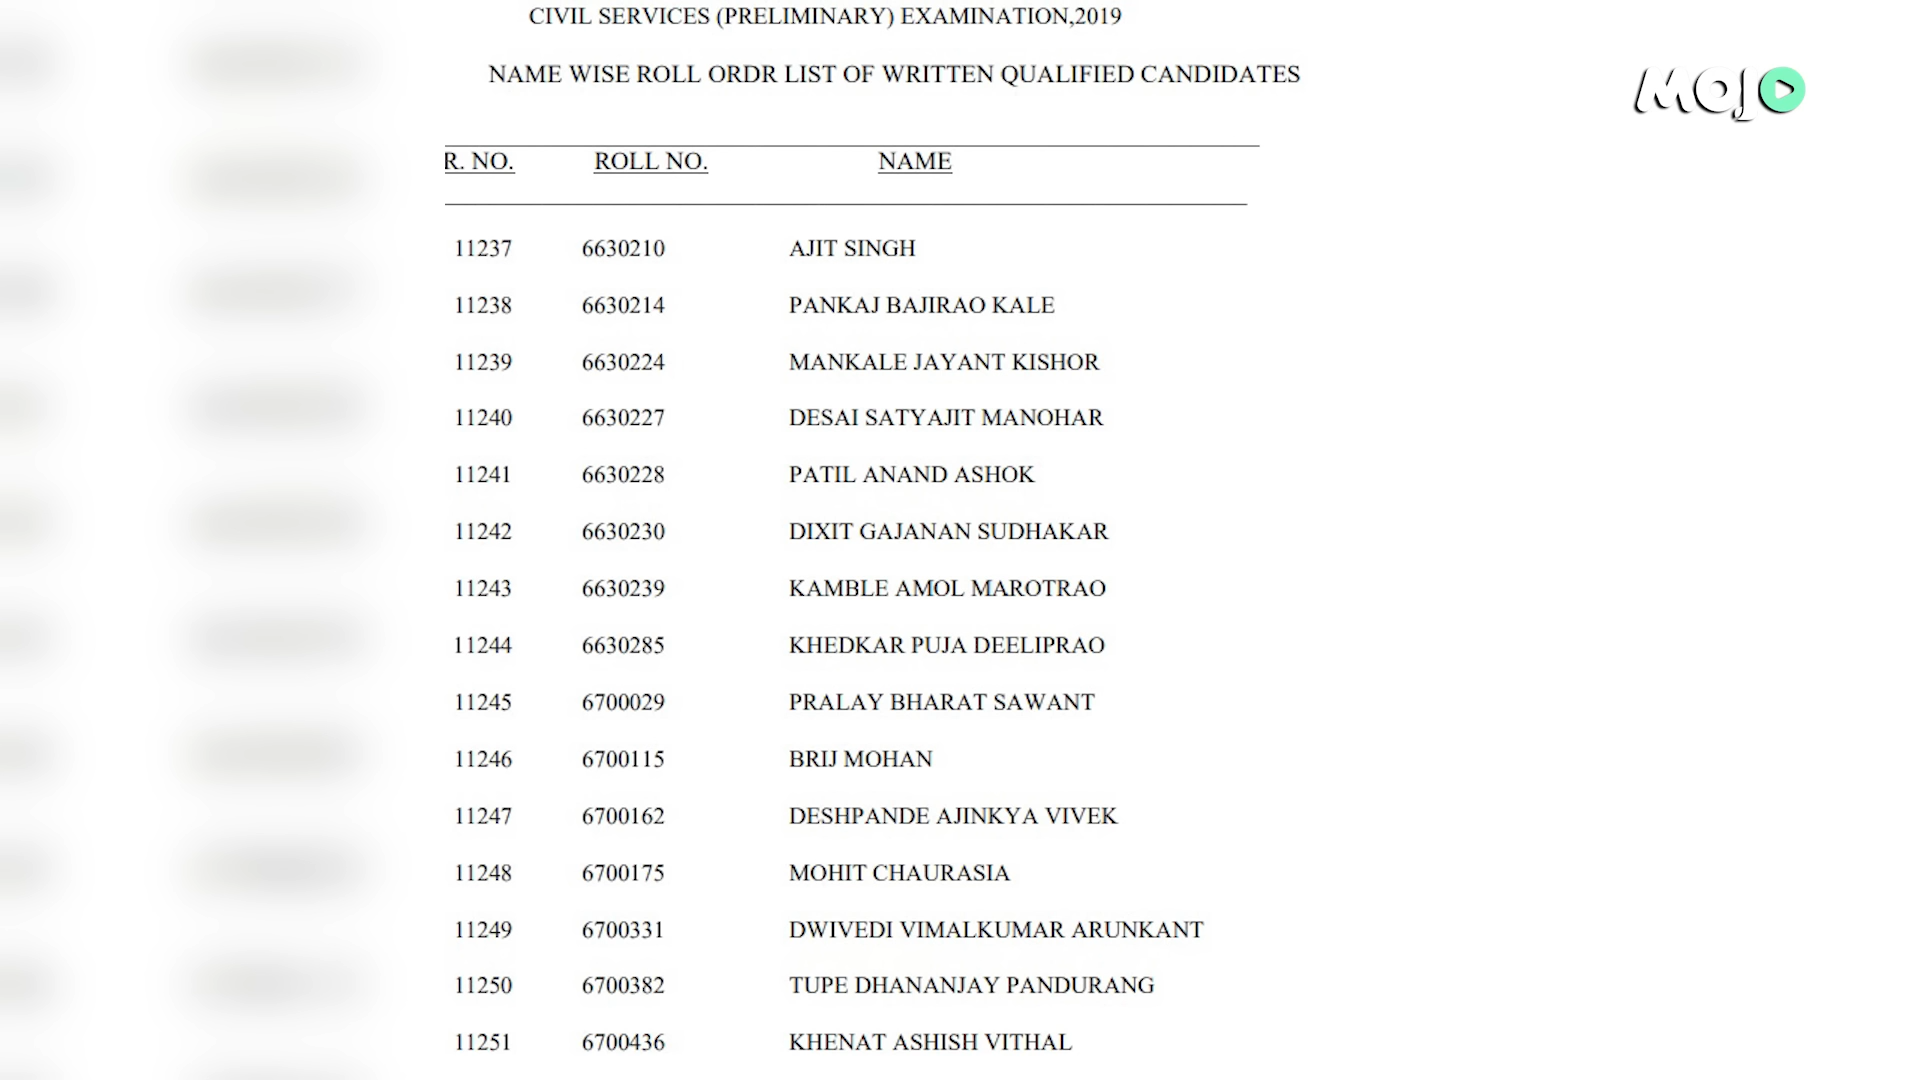 CIVIL SERVICES (PRELIMINARY) EXAMINATION,2019
NAME WISE ROLL ORDR LIST OF WRITTEN QUALIFIED CANDIDATES
MOJO
R. NO. ROLL NO. NAME
11237 6630210 AJIT SINGH
11238 6630214 PANKAJ BAJIRAO KALE
11239 6630224 MANKALE JAYANT KISHOR
11240 6630227 DESAI SATYAJIT MANOHAR
11241 6630228 PATIL ANAND ASHOK
11242 6630230 DIXIT GAJANAN SUDHAKAR
11243 6630239 KAMBLE AMOL MAROTRAO
11244 6630285 KHEDKAR PUJA DEELIPRAO
11245 6700029 PRALAY BHARAT SAWANT
11246 6700115 BRIJ MOHAN
11247 6700162 DESHPANDE AJINKYA VIVEK
11248 6700175 MOHIT CHAURASIA
11249 6700331 DWIVEDI VIMALKUMAR ARUNKANT
11250 6700382 TUPE DHANANJAY PANDURANG
11251 6700436 KHENAT ASHISH VITHAL